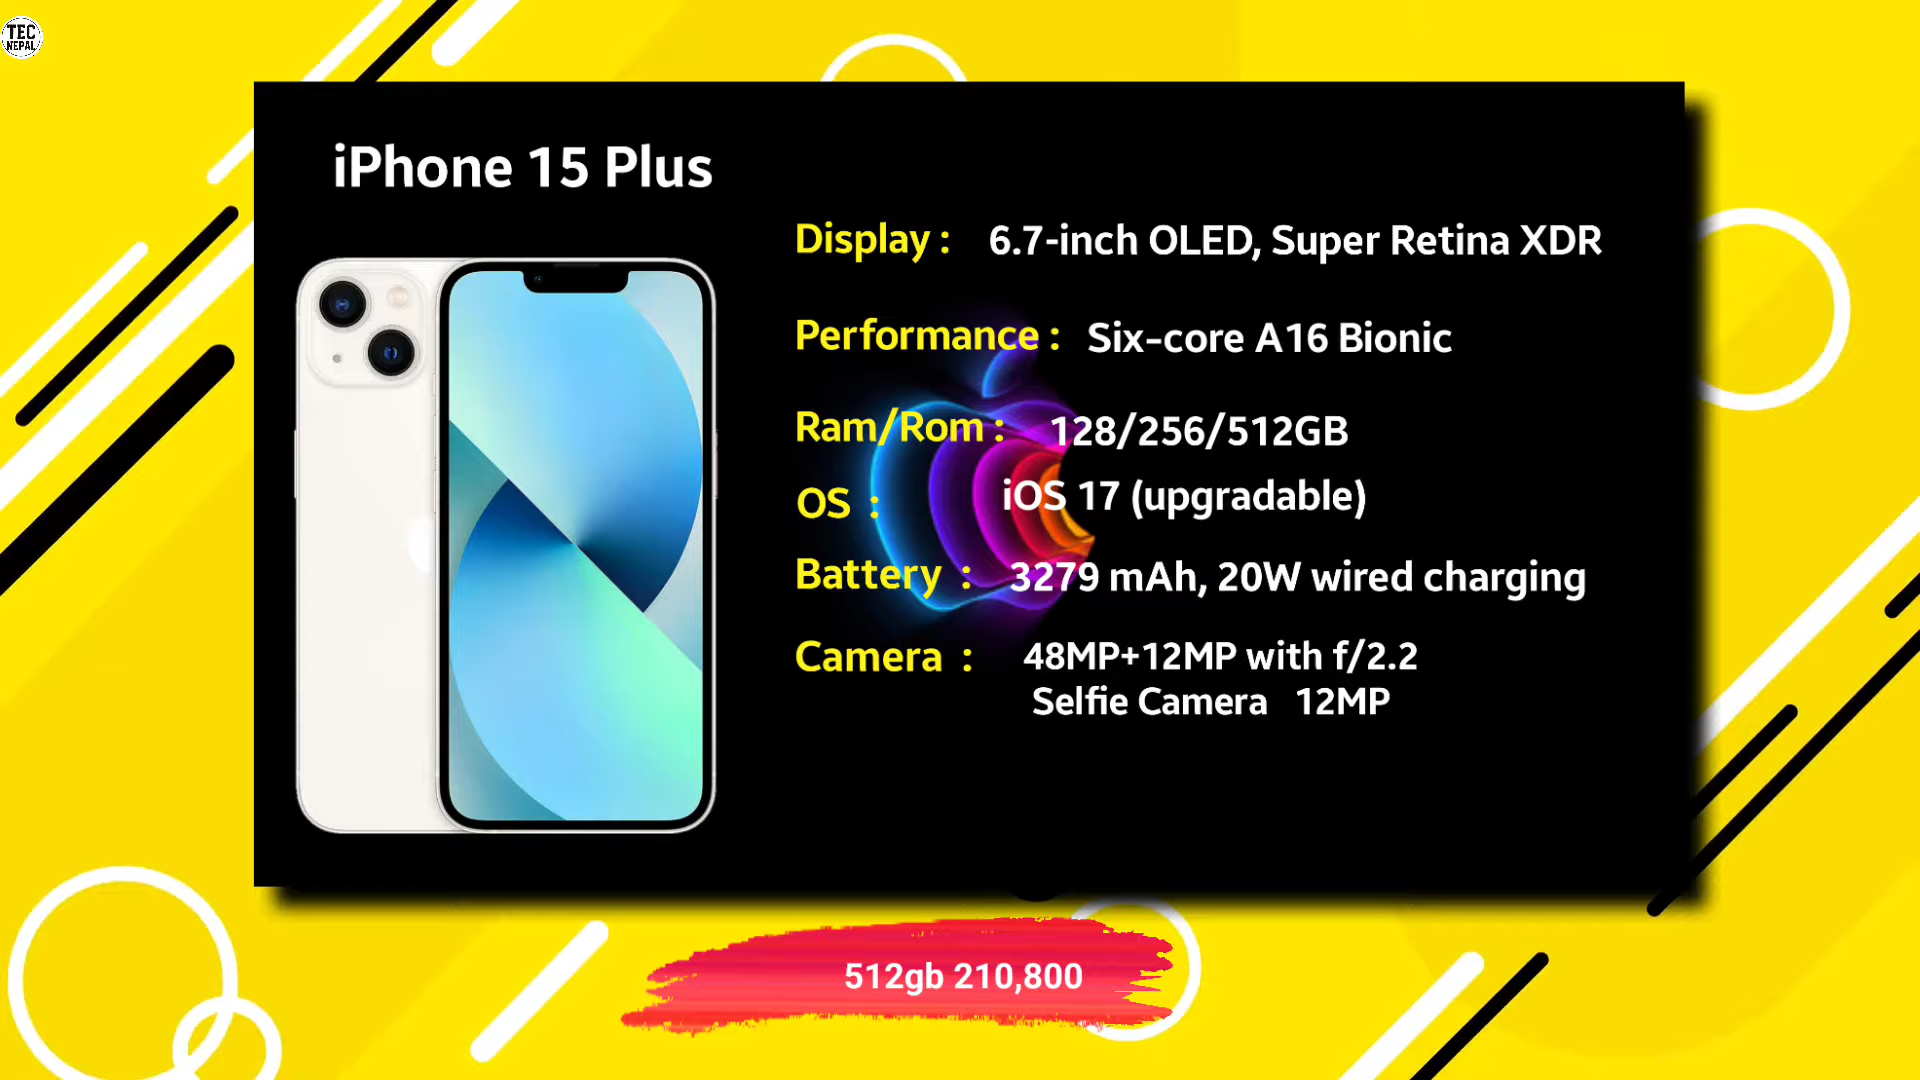 TEC
NEPAL
iPhone 15 Plus
Display : 6.7-inch OLED, Super Retina XDR
Performance : Six-core A16 Bionic
Ram/Rom : 128/256/512GB
OS : iOS 17 (upgradable)
Battery : 3279 mAh, 20W wired charging
Camera : 48MP+12MP with f/2.2
Selfie Camera 12MP
512gb 210,800